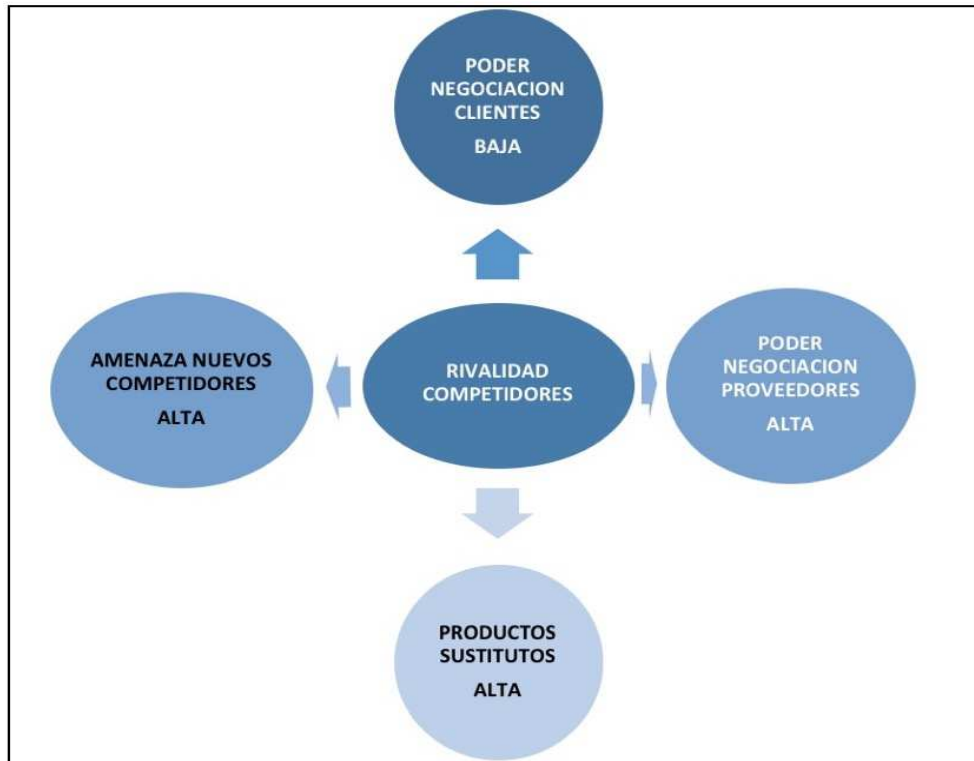 PODER
NEGOCIACION
CLIENTES
BAJA
AMENAZA NUEVOS
COMPETIDORES
ALTA
RIVALIDAD
COMPETIDORES
PODER
NEGOCIACION
PROVEEDORES
ALTA
PRODUCTOS
SUSTITUTOS
ALTA